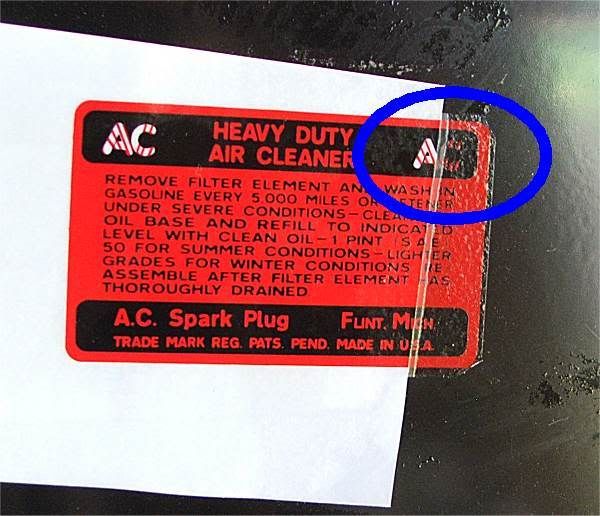 AC HEAVY DUTY AC
AIR CLEANER
REMOVE FILTER ELEMENT AND WASH IN
GASOLINE EVERY 5,000 MILES OR OFTENER
UNDER SEVERE CONDITIONS—CLEAN
OIL BASE AND REFILL TO INDICATED
LEVEL WITH CLEAN OIL—1 PINT S A E
50 FOR SUMMER CONDITIONS—LIGHTER
GRADES FOR WINTER CONDITIONS RE
ASSEMBLE AFTER FILTER ELEMENT HAS
THOROUGHLY DRAINED
A.C. Spark Plug FLINT. MICH
TRADE MARK REG. PATS. PEND. MADE IN U.S.A.